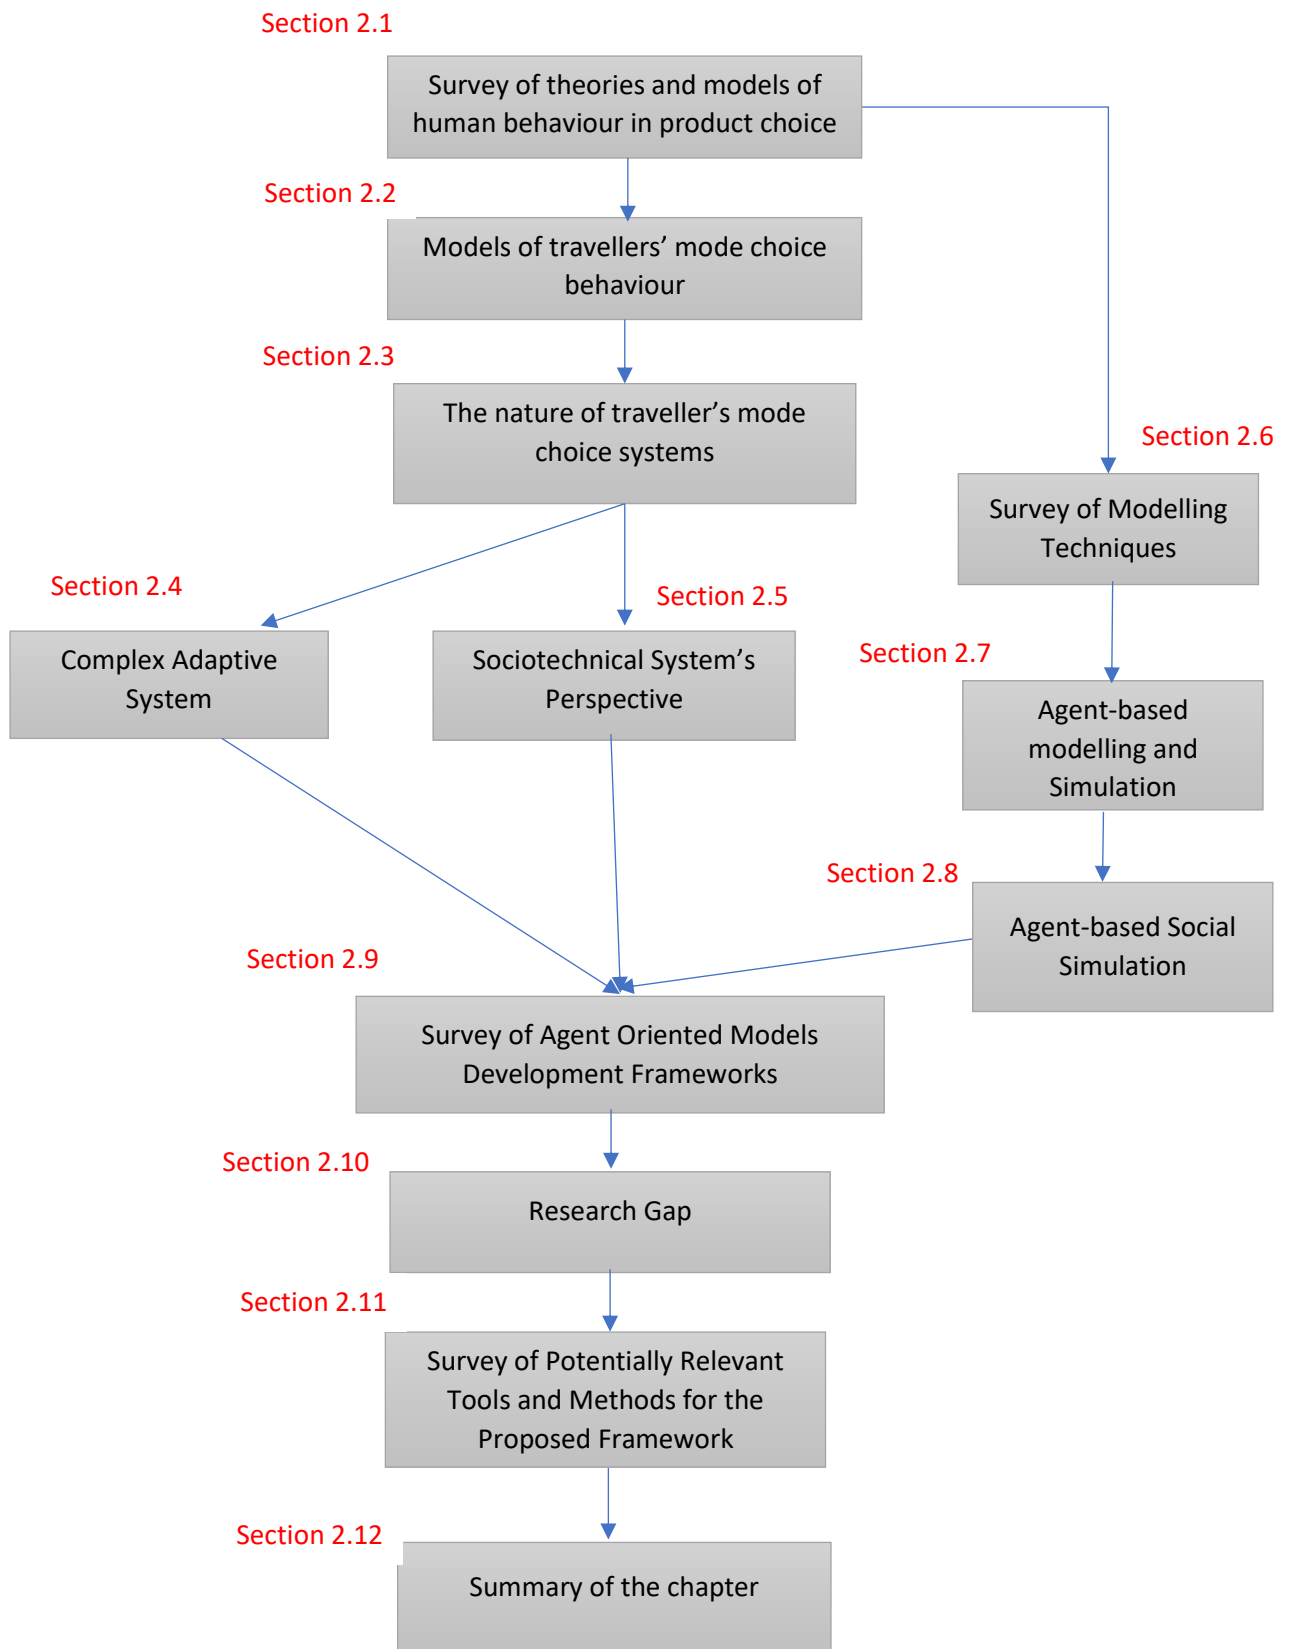 Section 2.1
Survey of theories and models of
human behaviour in product choice
Section 2.2
Models of travellers’ mode choice
behaviour
Section 2.3
The nature of traveller’s mode
choice systems
Section 2.6
Survey of Modelling
Techniques
Section 2.4
Complex Adaptive
System
Section 2.5
Sociotechnical System’s
Perspective
Section 2.7
Agent-based
modelling and
Simulation
Section 2.8
Agent-based Social
Simulation
Section 2.9
Survey of Agent Oriented Models
Development Frameworks
Section 2.10
Research Gap
Section 2.11
Survey of Potentially Relevant
Tools and Methods for the
Proposed Framework
Section 2.12
Summary of the chapter